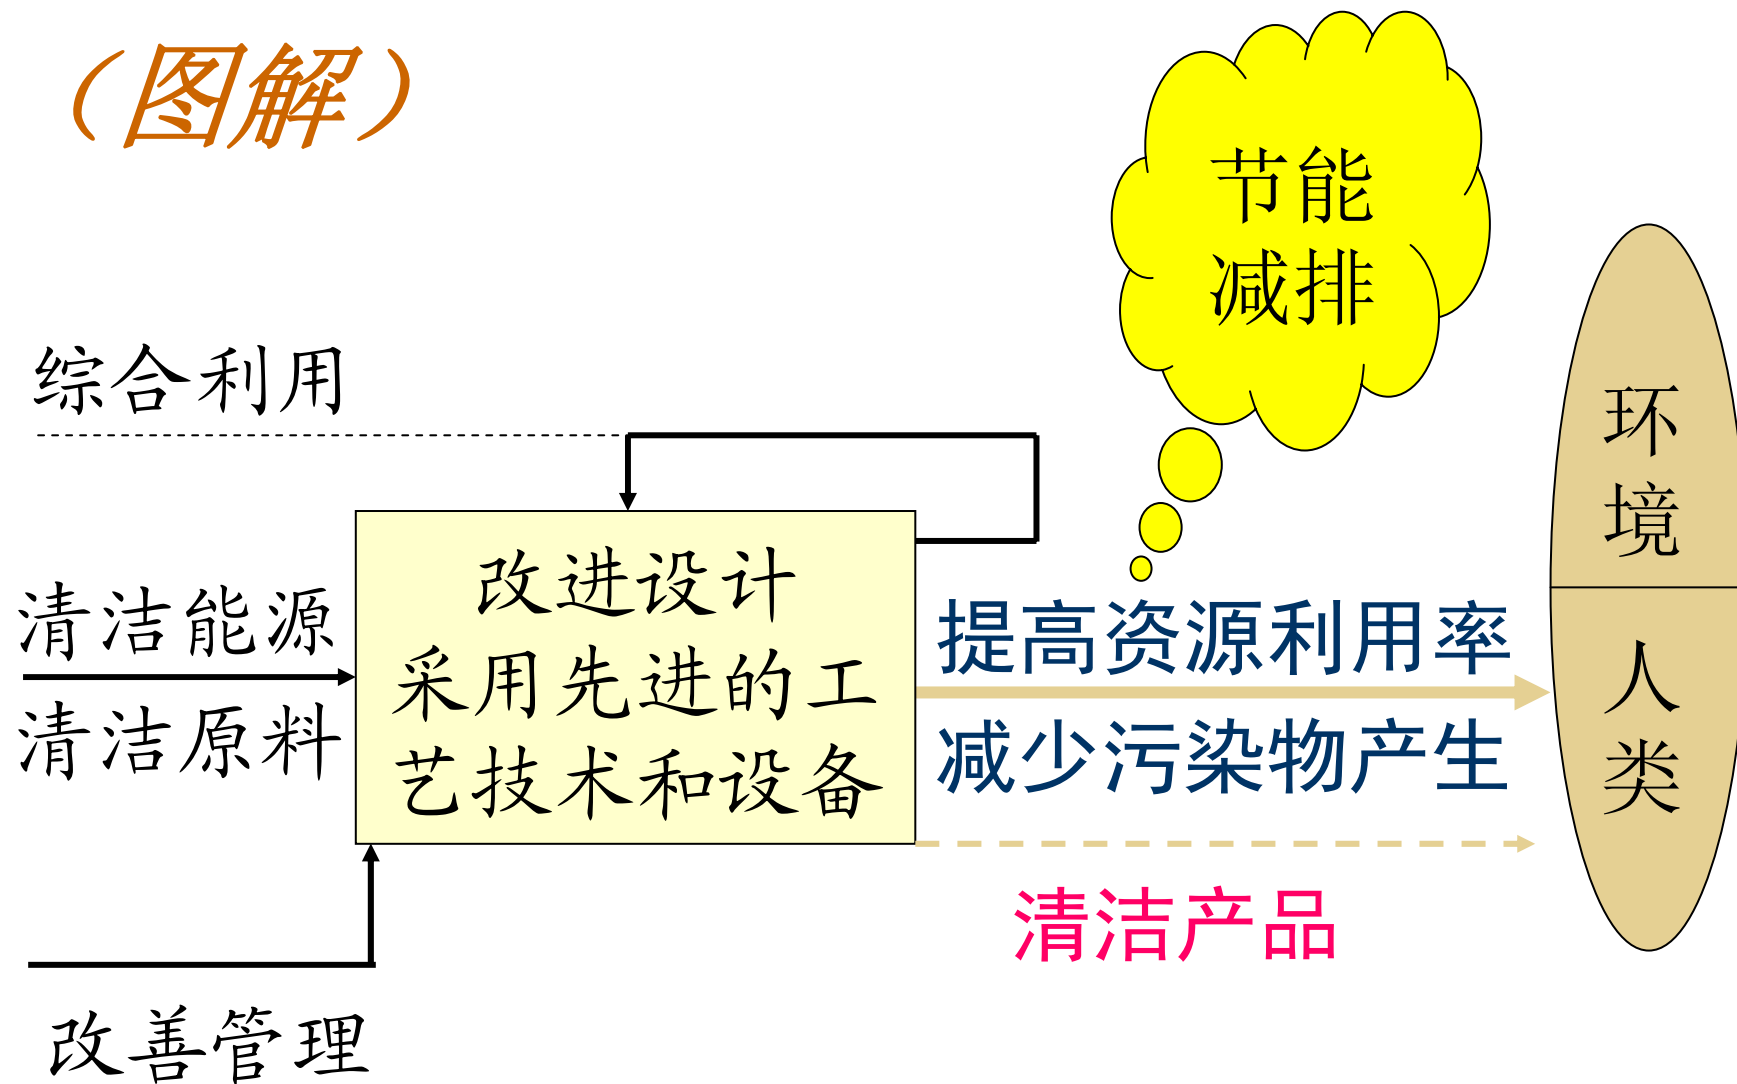 （图解）
节能
减排
综合利用
清洁能源
清洁原料
改进设计
采用先进的工
艺技术和设备
提高资源利用率
减少污染物产生
清洁产品
环
境
人
类
改善管理